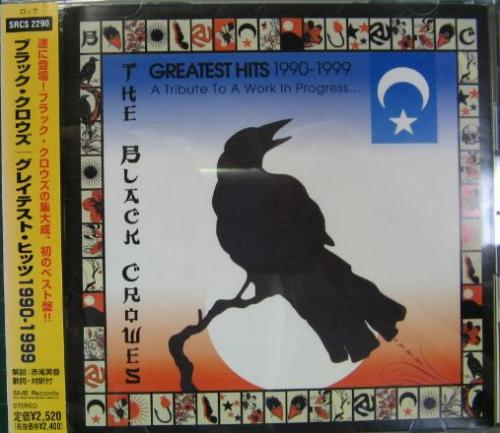 ロック
SRCS 2290
遂に登場!ブラック・クロウズの集大成、初のベスト盤!!
ブラック・クロウズ グレイテスト・ヒッツ 1990-1999
解説:赤尾美香
歌詞・対訳付
SME Records
STEREO
定価¥2,520
(税抜価格¥2,400)
GREATEST HITS 1990-1999
A Tribute To A Work In Progress...
THE BLACK CROWES
B
C